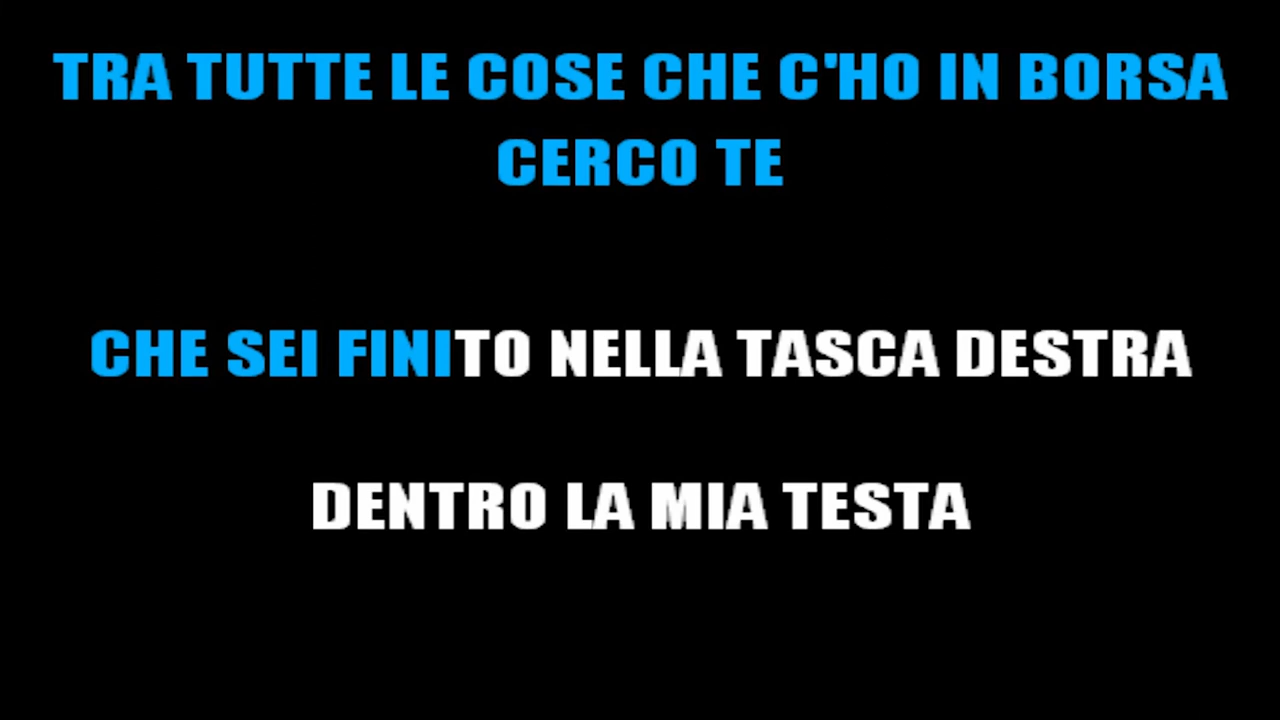 TRA TUTTE LE COSE CHE C'HO IN BORSA
CERCO TE
CHE SEI FINITO NELLA TASCA DESTRA
DENTRO LA MIA TESTA